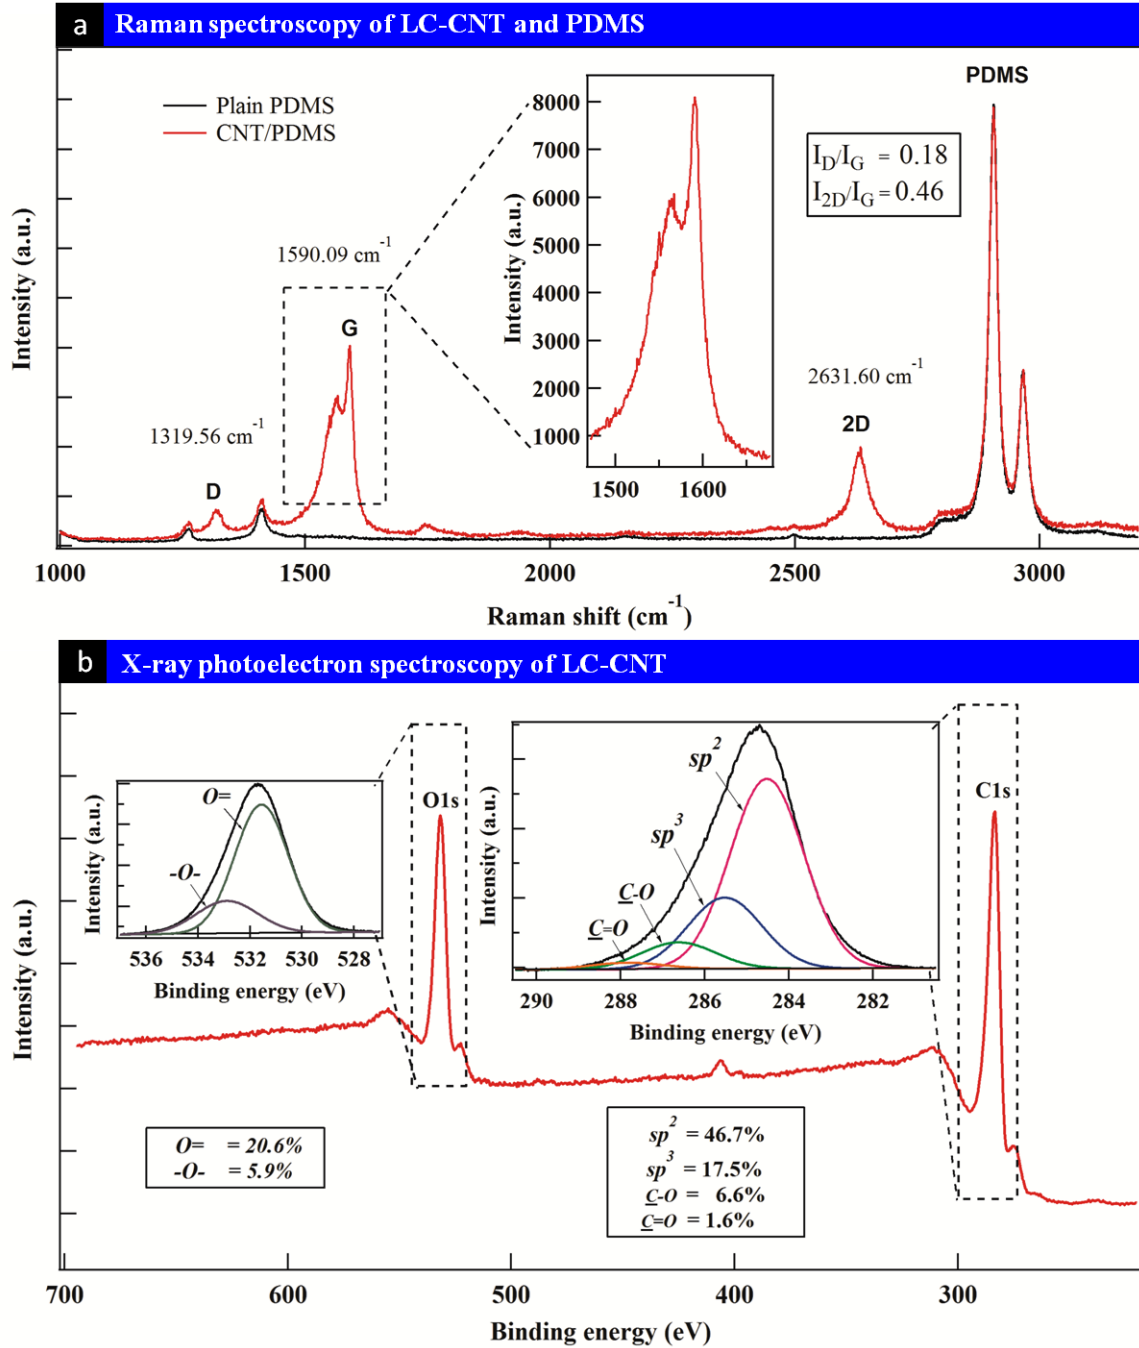 a Raman spectroscopy of LC-CNT and PDMS
Plain PDMS
CNT/PDMS
PDMS
I_D/I_G = 0.18
I_2D/I_G = 0.46
8000
7000
6000
5000
4000
3000
2000
1000
Intensity (a.u.)
1500 1600
1590.09 cm⁻¹
G
1319.56 cm⁻¹
D
2631.60 cm⁻¹
2D
Intensity (a.u.)
1000 1500 2000 2500 3000
Raman shift (cm⁻¹)
b X-ray photoelectron spectroscopy of LC-CNT
O=
-O-
Intensity (a.u.)
536 534 532 530 528
Binding energy (eV)
O1s
sp²
sp³
C-O
C=O
Intensity (a.u.)
290 288 286 284 282
Binding energy (eV)
C1s
Intensity (a.u.)
O= = 20.6%
-O- = 5.9%
sp² = 46.7%
sp³ = 17.5%
C-O = 6.6%
C=O = 1.6%
700 600 500 400 300
Binding energy (eV)